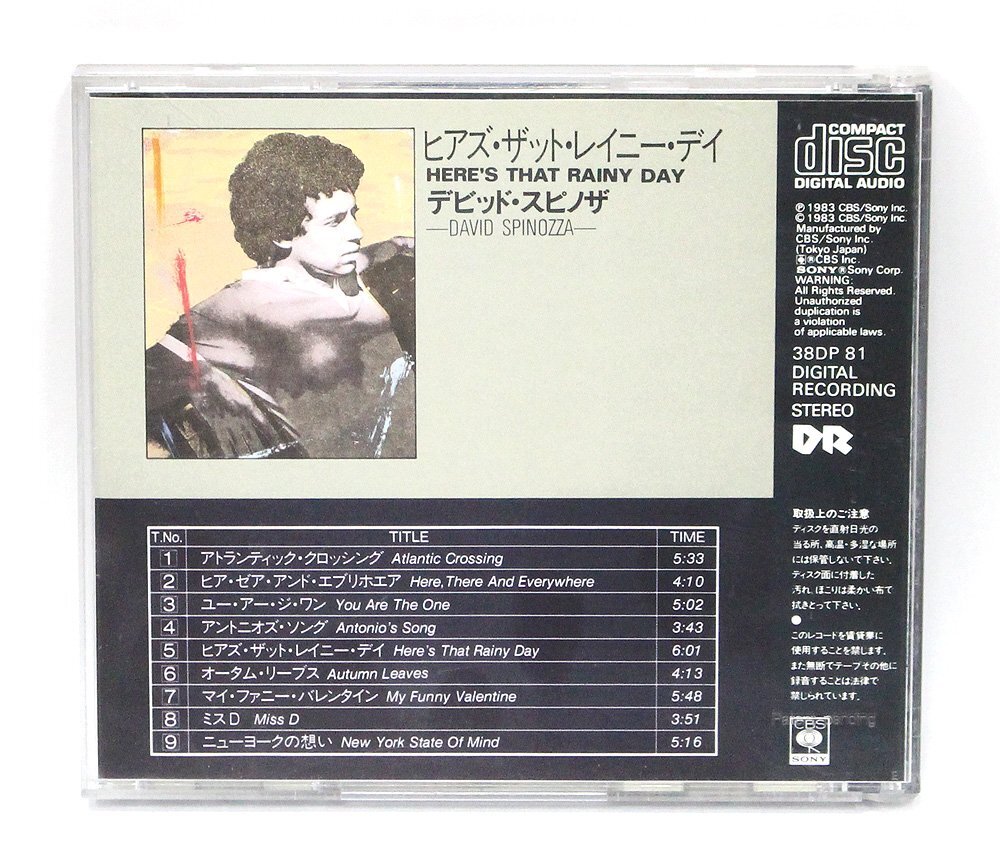 ヒアズ・ザット・レイニー・デイ
HERE'S THAT RAINY DAY
デビッド・スピノザ
—DAVID SPINOZZA—
COMPACT
disc
DIGITAL AUDIO
Ⓟ 1983 CBS/Sony Inc.
© 1983 CBS/Sony Inc.
Manufactured by
CBS/Sony Inc.
(Tokyo Japan)
®CBS Inc.
SONY®Sony Corp.
WARNING:
All Rights Reserved.
Unauthorized
duplication is
a violation
of applicable laws.
38DP 81
DIGITAL
RECORDING
STEREO
DR
T.No. TITLE TIME
1 アトランティック・クロッシング Atlantic Crossing 5:33
2 ヒア・ゼア・アンド・エブリホエア Here,There And Everywhere 4:10
3 ユー・アー・ジ・ワン You Are The One 5:02
4 アントニオズ・ソング Antonio's Song 3:43
5 ヒアズ・ザット・レイニー・デイ Here's That Rainy Day 6:01
6 オータム・リーブス Autumn Leaves 4:13
7 マイ・ファニー・バレンタイン My Funny Valentine 5:48
8 ミスD Miss D 3:51
9 ニューヨークの想い New York State Of Mind 5:16
取扱上のご注意
ディスクを直射日光の
当る所、高温・多湿な場所
には保管しないで下さい。
ディスク面に付着した
汚れ、ほこりは柔かい布で
拭きとって下さい。
●
このレコードを賃貸業に
使用することを禁します。
また無断でテープその他に
録音することは法律で
禁じられています。
Patent Pending
CBS
SONY